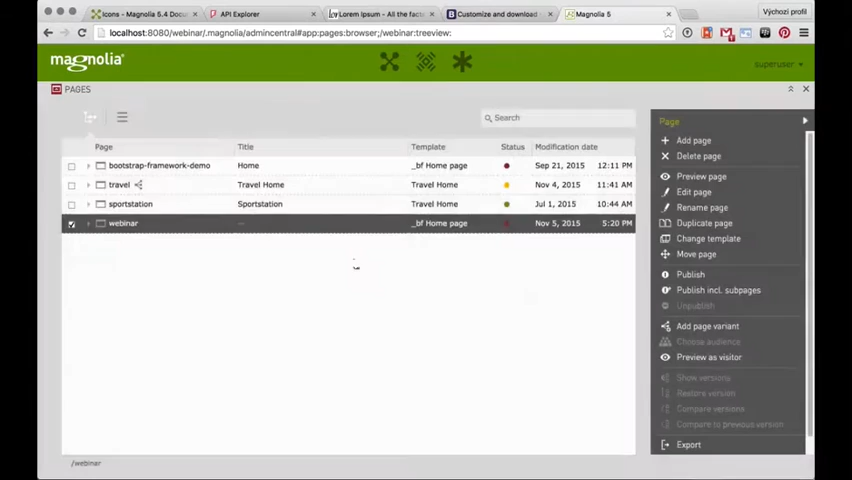 Icons - Magnolia 5.4 Docu
API Explorer
Lorem Ipsum - All the facts
Customize and download
Magnolia 5
Výchozí profil
localhost:8080/webinar/.magnolia/admincentral#app:pages:browser;/webinar:treeview:
magnolia
superuser
PAGES
Search
Page Title Template Status Modification date
bootstrap-framework-demo Home _bf Home page Sep 21, 2015 12:11 PM
travel Travel Home Travel Home Nov 4, 2015 11:41 AM
sportstation Sportstation Travel Home Jul 1, 2015 10:44 AM
webinar — _bf Home page Nov 5, 2015 5:20 PM
/webinar
Page
Add page
Delete page
Preview page
Edit page
Rename page
Duplicate page
Change template
Move page
Publish
Publish incl. subpages
Unpublish
Add page variant
Choose audience
Preview as visitor
Show versions
Restore version
Compare versions
Compare to previous version
Export